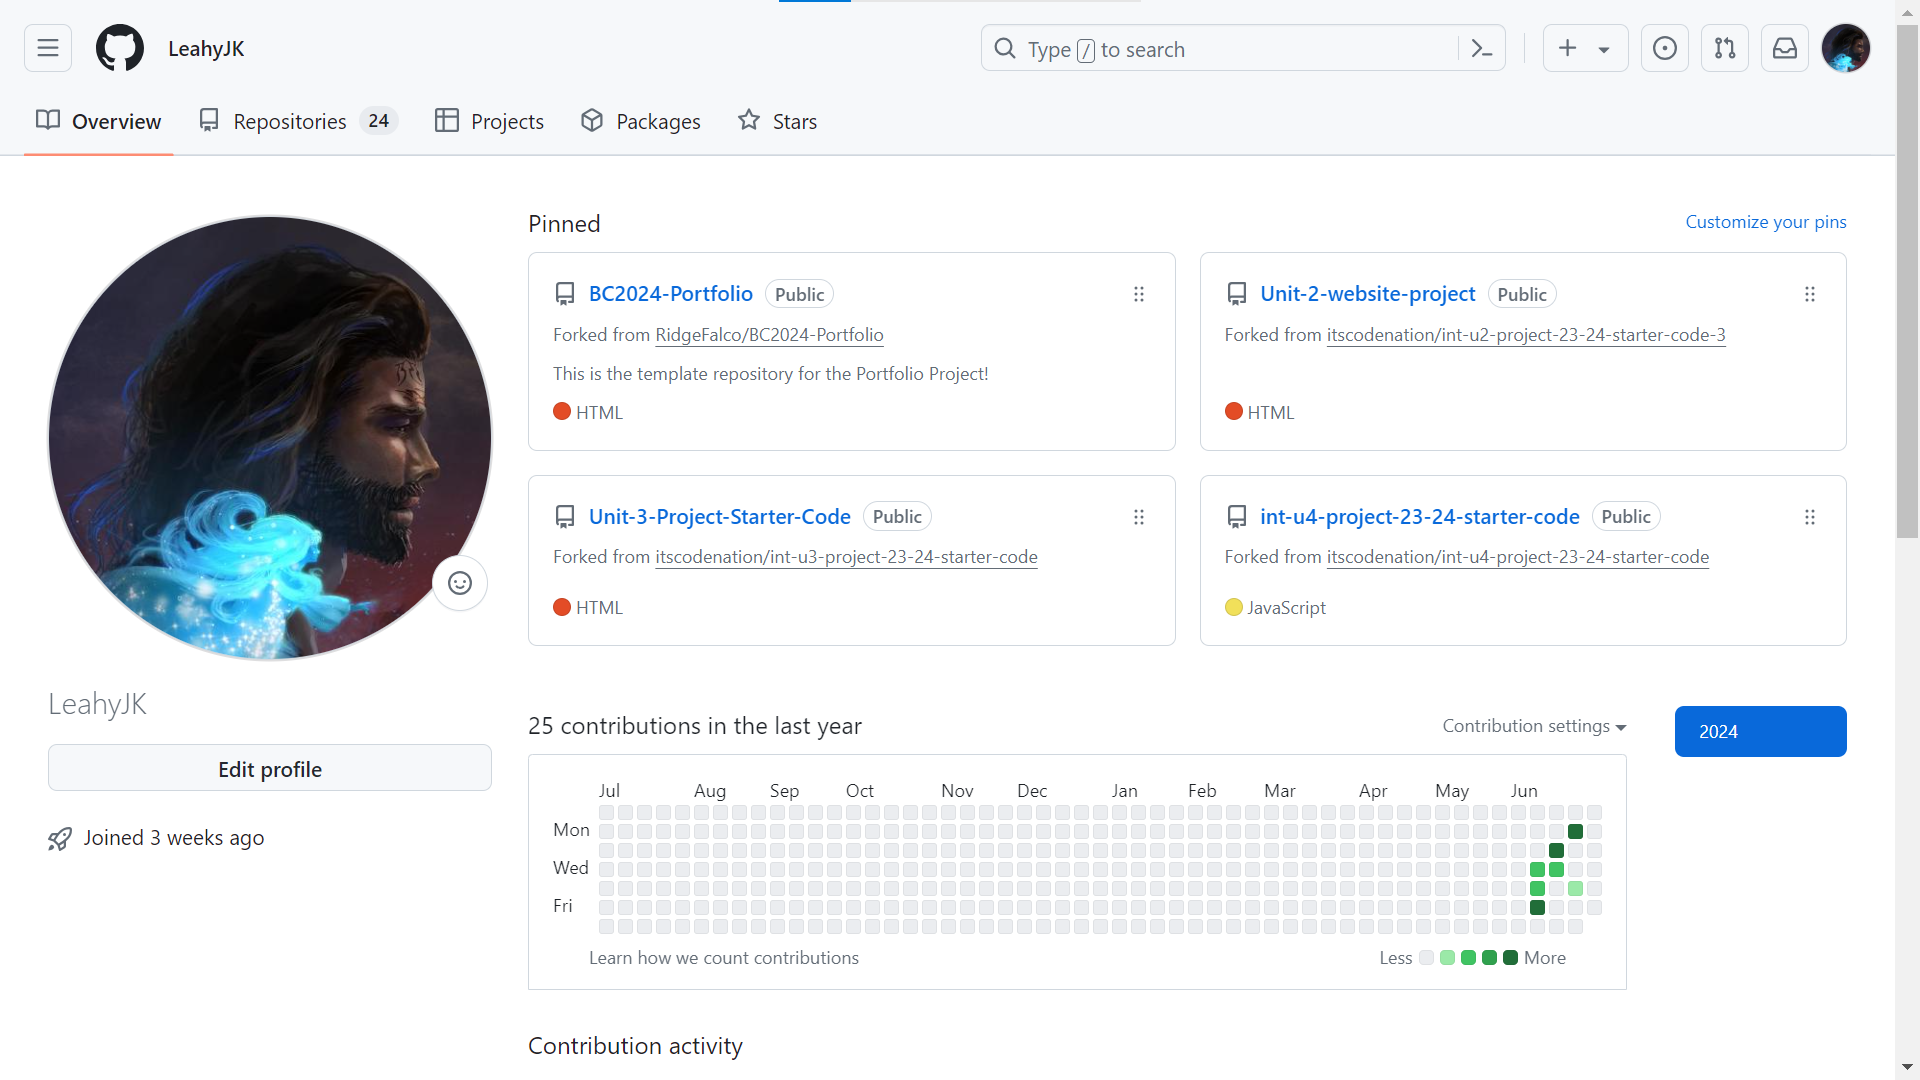 LeahyJK
Type / to search
Overview
Repositories 24
Projects
Packages
Stars
Pinned
Customize your pins
BC2024-Portfolio Public
Forked from RidgeFalco/BC2024-Portfolio
This is the template repository for the Portfolio Project!
HTML
Unit-2-website-project Public
Forked from itscodenation/int-u2-project-23-24-starter-code-3
HTML
Unit-3-Project-Starter-Code Public
Forked from itscodenation/int-u3-project-23-24-starter-code
HTML
int-u4-project-23-24-starter-code Public
Forked from itscodenation/int-u4-project-23-24-starter-code
JavaScript
LeahyJK
Edit profile
Joined 3 weeks ago
25 contributions in the last year
Contribution settings
2024
Jul Aug Sep Oct Nov Dec Jan Feb Mar Apr May Jun
Mon
Wed
Fri
Learn how we count contributions
Less More
Contribution activity